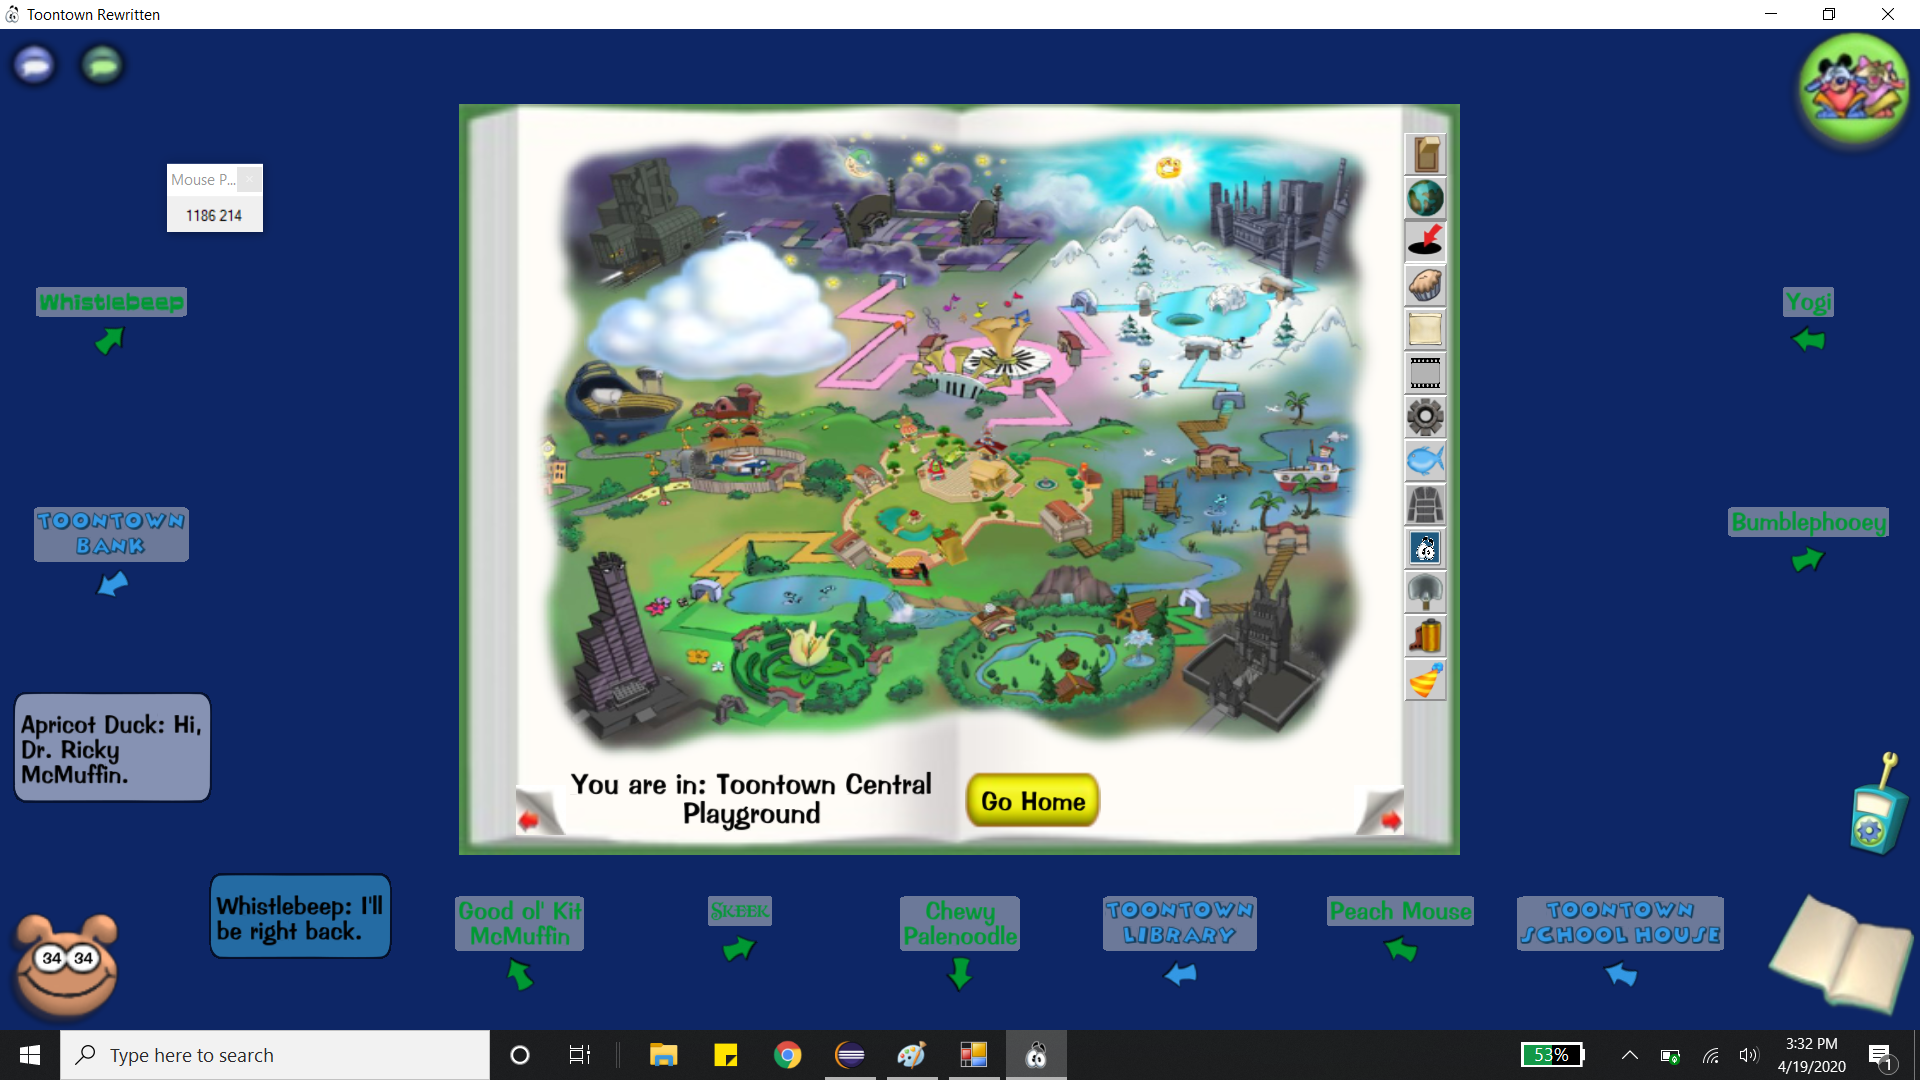 Toontown Rewritten
Mouse P...
1186 214
Whistlebeep
Yogi
TOONTOWN
BANK
Bumblephooey
Apricot Duck: Hi,
Dr. Ricky
McMuffin.
You are in: Toontown Central
Playground
Go Home
Whistlebeep: I'll
be right back.
34 34
Good ol' Kit
McMuffin
Skeek
Chewy
Palenoodle
TOONTOWN
LIBRARY
Peach Mouse
TOONTOWN
SCHOOL HOUSE
Type here to search
53%
3:32 PM
4/19/2020
1